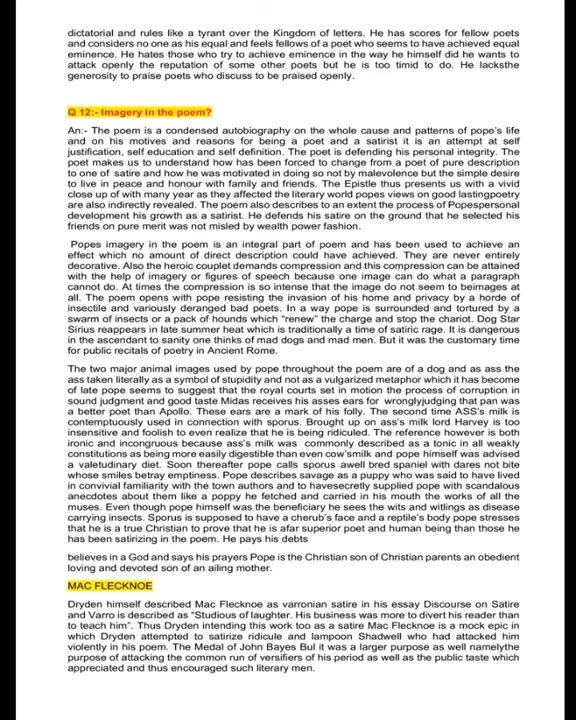 dictatorial and rules like a tyrant over the Kingdom of letters. He has scores for fellow poets
and considers no one as his equal and feels fellows of a poet who seems to have achieved equal
eminence. He hates those who try to achieve eminence in the way he himself did he wants to
attack openly the reputation of some other poets but he is too timid to do. He lacksthe
generosity to praise poets who discuss to be praised openly.
Q 12:- Imagery in the poem?
An:- The poem is a condensed autobiography on the whole cause and patterns of pope's life
and on his motives and reasons for being a poet and a satirist it is an attempt at self
justification, self education and self definition. The poet is defending his personal integrity. The
poet makes us to understand how has been forced to change from a poet of pure description
to one of satire and how he was motivated in doing so not by malevolence but the simple desire
to live in peace and honour with family and friends. The Epistle thus presents us with a vivid
close up of with many year as they affected the literary world popes views on good lastingpoetry
are also indirectly revealed. The poem also describes to an extent the process of Popespersonal
development his growth as a satirist. He defends his satire on the ground that he selected his
friends on pure merit was not misled by wealth power fashion.
Popes imagery in the poem is an integral part of poem and has been used to achieve an
effect which no amount of direct description could have achieved. They are never entirely
decorative. Also the heroic couplet demands compression and this compression can be attained
with the help of imagery or figures of speech because one image can do what a paragraph
cannot do. At times the compression is so intense that the image do not seem to beimages at
all. The poem opens with pope resisting the invasion of his home and privacy by a horde of
insectile and variously deranged bad poets. In a way pope is surrounded and tortured by a
swarm of insects or a pack of hounds which "renew" the charge and stop the chariot. Dog Star
Sirius reappears in late summer heat which is traditionally a time of satiric rage. It is dangerous
in the ascendant to sanity one thinks of mad dogs and mad men. But it was the customary time
for public recitals of poetry in Ancient Rome.
The two major animal images used by pope throughout the poem are of a dog and as ass the
ass taken literally as a symbol of stupidity and not as a vulgarized metaphor which it has become
of late pope seems to suggest that the royal courts set in motion the process of corruption in
sound judgment and good taste Midas receives his asses ears for wronglyjudging that pan was
a better poet than Apollo. These ears are a mark of his folly. The second time ASS's milk is
contemptuously used in connection with sporus. Brought up on ass's milk lord Harvey is too
insensitive and foolish to even realize that he is being ridiculed. The reference however is both
ironic and incongruous because ass's milk was commonly described as a tonic in all weakly
constitutions as being more easily digestible than even cow'smilk and pope himself was advised
a valetudinary diet. Soon thereafter pope calls sporus awell bred spaniel with dares not bite
whose smiles betray emptiness. Pope describes savage as a puppy who was said to have lived
in convivial familiarity with the town authors and to havesecretly supplied pope with scandalous
anecdotes about them like a poppy he fetched and carried in his mouth the works of all the
muses. Even though pope himself was the beneficiary he sees the wits and witlings as disease
carrying insects. Sporus is supposed to have a cherub's face and a reptile's body pope stresses
that he is a true Christian to prove that he is afar superior poet and human being than those he
has been satirizing in the poem. He pays his debts
believes in a God and says his prayers Pope is the Christian son of Christian parents an obedient
loving and devoted son of an ailing mother.
MAC FLECKNOE
Dryden himself described Mac Flecknoe as varronian satire in his essay Discourse on Satire
and Varro is described as "Studious of laughter. His business was more to divert his reader than
to teach him". Thus Dryden intending this work too as a satire Mac Flecknoe is a mock epic in
which Dryden attempted to satirize ridicule and lampoon Shadwell who had attacked him
violently in his poem. The Medal of John Bayes But it was a larger purpose as well namelythe
purpose of attacking the common run of versifiers of his period as well as the public taste which
appreciated and thus encouraged such literary men.